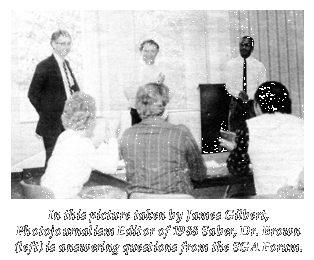 In this picture taken by James Gilbert,
Photojournalism Editor of 1988 Saber, Dr. Brown
(left) is answering questions from the SGA Forum.